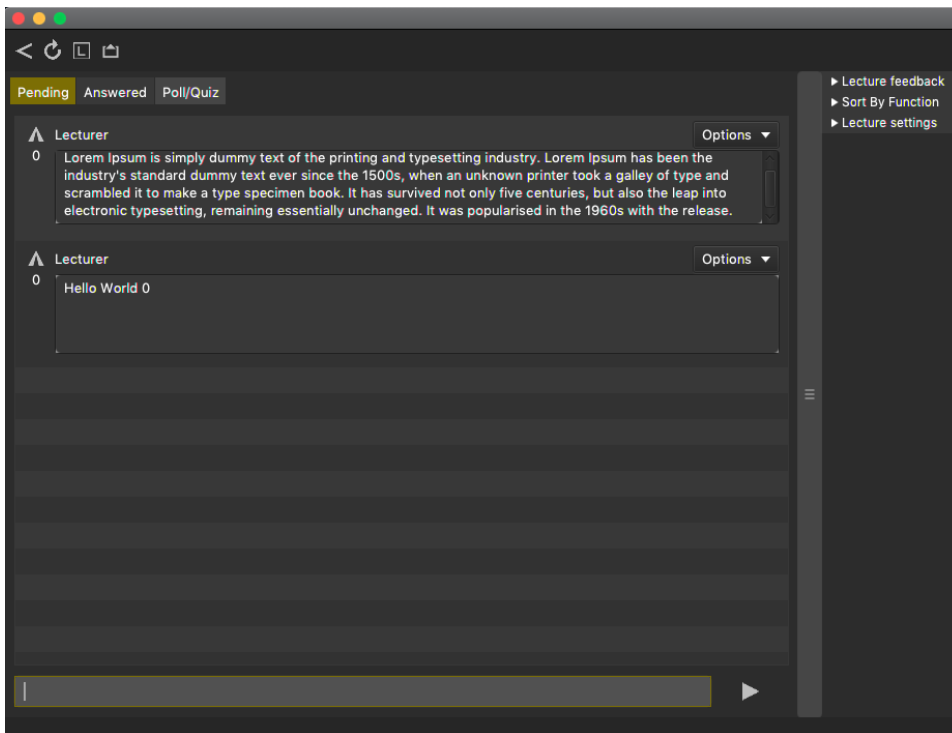 L
Pending Answered Poll/Quiz
Lecture feedback
Sort By Function
Lecture settings
Lecturer Options
0
Lorem Ipsum is simply dummy text of the printing and typesetting industry. Lorem Ipsum has been the
industry's standard dummy text ever since the 1500s, when an unknown printer took a galley of type and
scrambled it to make a type specimen book. It has survived not only five centuries, but also the leap into
electronic typesetting, remaining essentially unchanged. It was popularised in the 1960s with the release.
Lecturer Options
0
Hello World 0